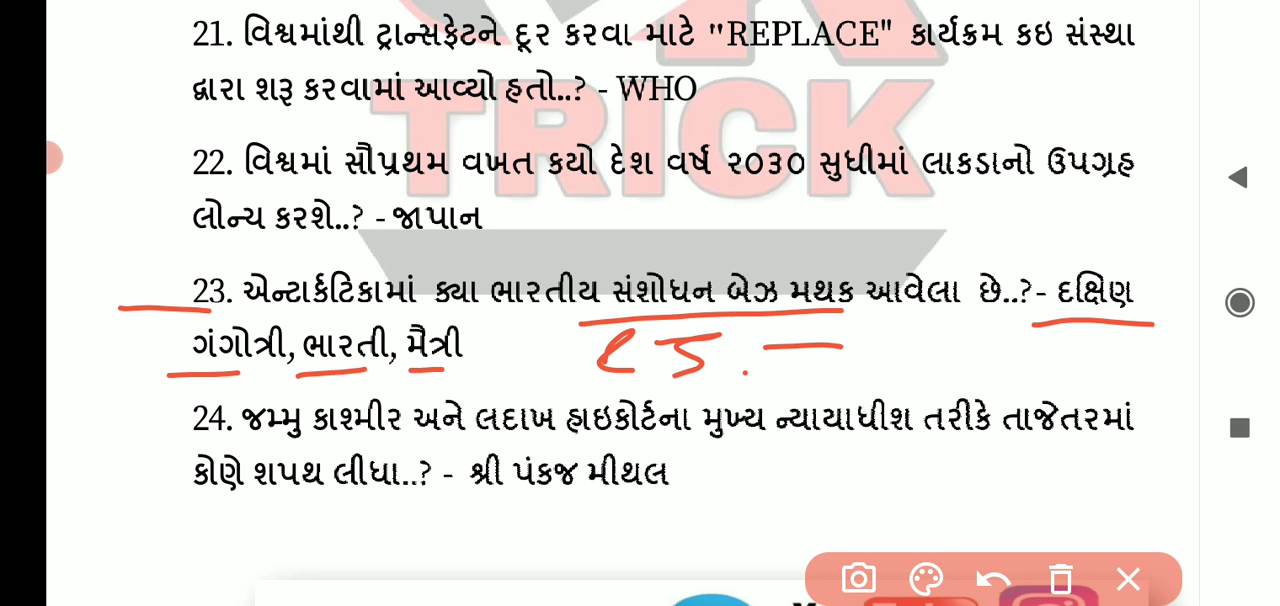 21. વિશ્વમાંથી ટ્રાન્સફેટને દૂર કરવા માટે "REPLACE" કાર્યક્રમ કઇ સંસ્થા
દ્વારા શરૂ કરવામાં આવ્યો હતો..? - WHO
22. વિશ્વમાં સૌપ્રથમ વખત કયો દેશ વર્ષ ૨૦૩૦ સુધીમાં લાકડાનો ઉપગ્રહ
લોન્ચ કરશે..? - જાપાન
23. એન્ટાર્કટિકામાં ક્યા ભારતીય સંશોધન બેઝ મથક આવેલા છે..?- દક્ષિણ
ગંગોત્રી, ભારતી, મૈત્રી
24. જમ્મુ કાશ્મીર અને લદાખ હાઇકોર્ટના મુખ્ય ન્યાયાધીશ તરીકે તાજેતરમાં
કોણે શપથ લીધા..? - શ્રી પંકજ મીથલ
TRICK